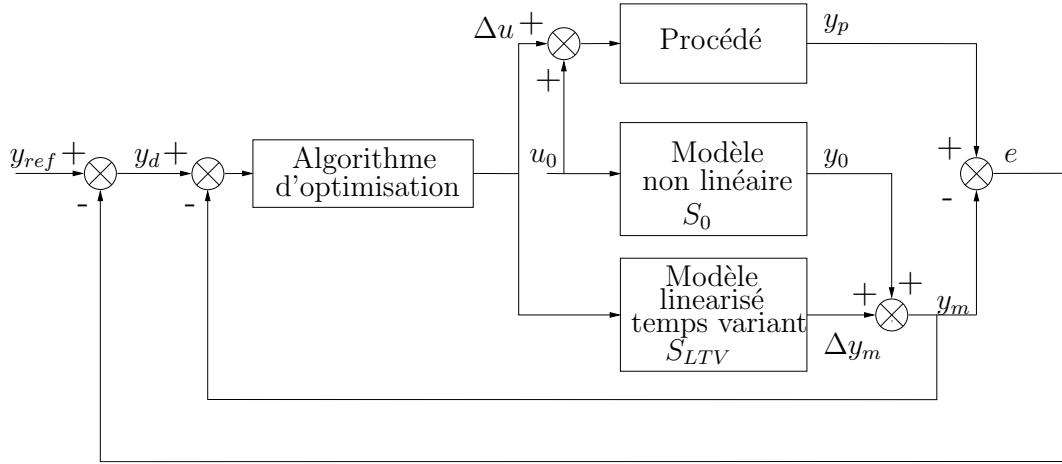 Δu +
+
Procédé
y_p
y_ref +
-
y_d +
-
Algorithme
d'optimisation
u_0
Modèle
non linéaire
S_0
y_0
+
-
e
Modèle
linearisé
temps variant
S_LTV
+
+
Δy_m
y_m